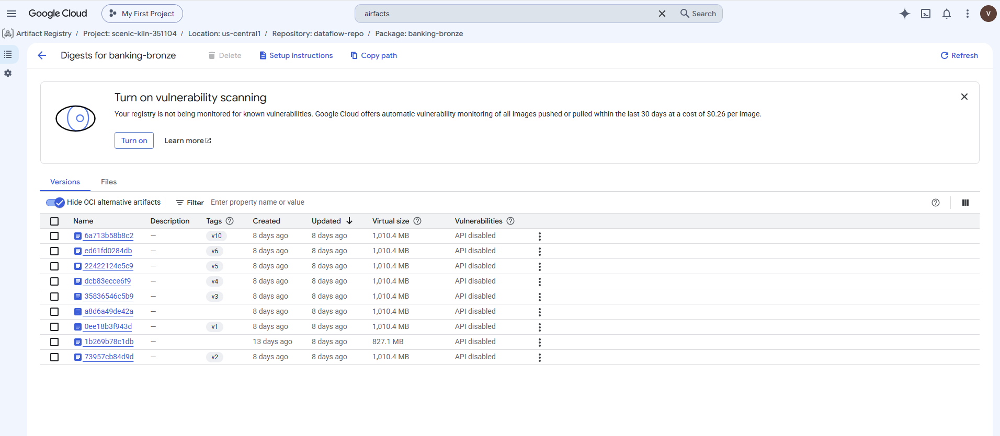 Google Cloud My First Project airfacts Search V
Artifact Registry / Project: scenic-kiln-351104 / Location: us-central1 / Repository: dataflow-repo / Package: banking-bronze
Digests for banking-bronze Delete Setup instructions Copy path Refresh
Turn on vulnerability scanning
Your registry is not being monitored for known vulnerabilities. Google Cloud offers automatic vulnerability monitoring of all images pushed or pulled within the last 30 days at a cost of $0.26 per image.
Turn on Learn more
Versions Files
Hide OCI alternative artifacts Filter Enter property name or value
Name Description Tags Created Updated Virtual size Vulnerabilities
6a713b58b8c2 – v10 8 days ago 8 days ago 1,010.4 MB API disabled
ed61fd0284db – v6 8 days ago 8 days ago 1,010.4 MB API disabled
22422124e5c9 – v5 8 days ago 8 days ago 1,010.4 MB API disabled
dcb83ecce6f9 – v4 8 days ago 8 days ago 1,010.4 MB API disabled
35836546c5b9 – v3 8 days ago 8 days ago 1,010.4 MB API disabled
a8d6a49de42a – 8 days ago 8 days ago 1,010.4 MB API disabled
0ee18b3f943d – v1 8 days ago 8 days ago 1,010.4 MB API disabled
1b269b78c1db – 13 days ago 8 days ago 827.1 MB API disabled
73957cb84d9d – v2 8 days ago 8 days ago 1,010.4 MB API disabled